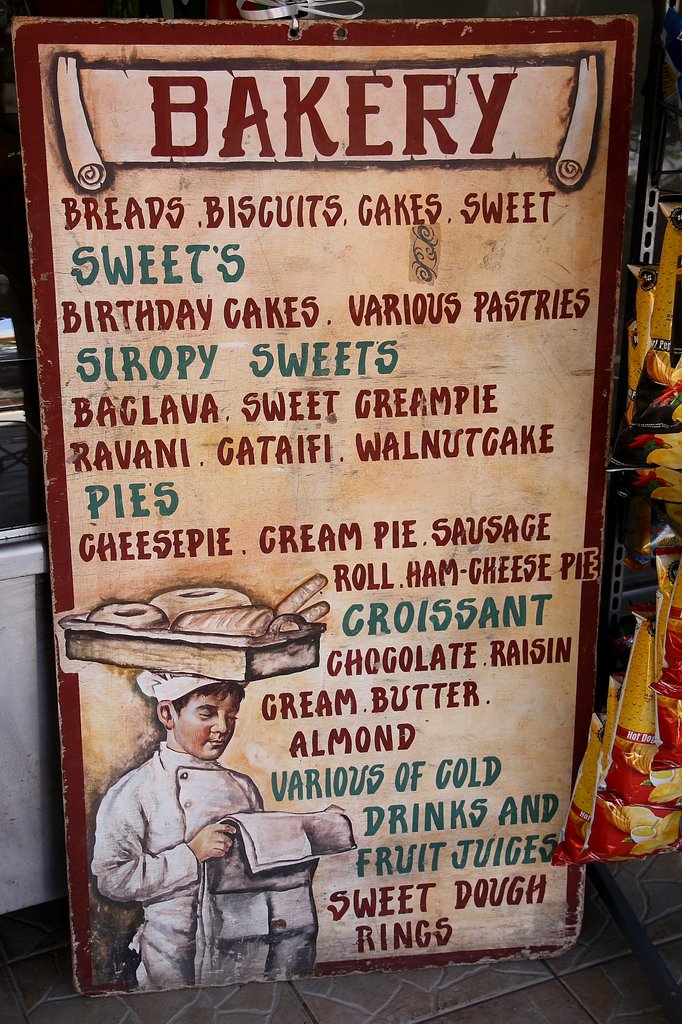 BAKERY
BREADS .BISCUITS. CAKES. SWEET
SWEET'S
BIRTHDAY CAKES. VARIOUS PASTRIES
SIROPY SWEETS
BACLAVA. SWEET CREAMPIE
RAVANI. CATAIFI. WALNUTCAKE
PIES
CHEESEPIE. CREAM PIE.SAUSAGE
ROLL.HAM-CHEESE PIE
CROISSANT
CHOCOLATE.RAISIN
CREAM.BUTTER.
ALMOND
VARIOUS OF COLD
DRINKS AND
FRUIT JUICES
SWEET DOUGH
RINGS